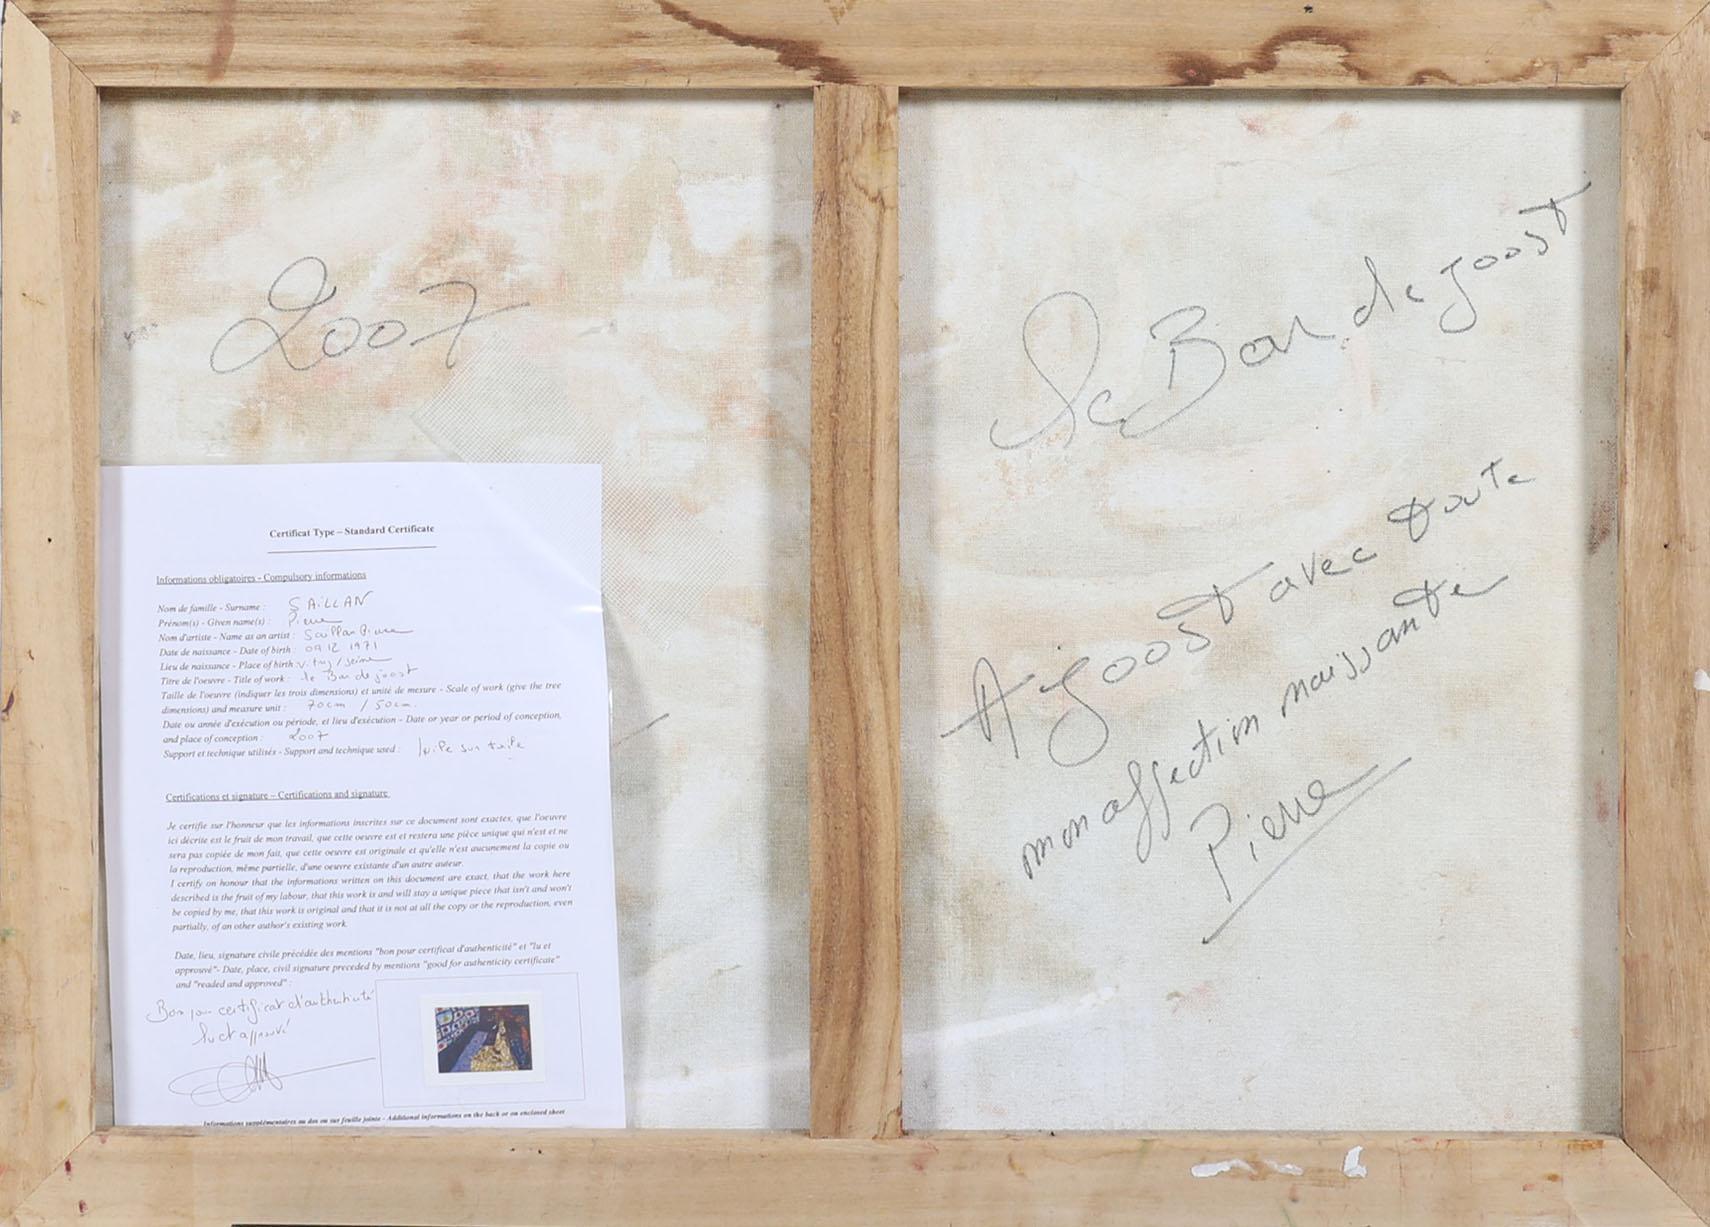 2007
Le Bar de joost
A joost avec toute
mon affection naissante
Pierre
Certificat Type – Standard Certificate
Informations obligatoires - Compulsory informations
Nom de famille - Surname : SAILLAN
Prénom(s) - Given name(s) : Pierre
Nom d'artiste - Name as an artist : Saillan Pierre
Date de naissance - Date of birth : 09 12 1971
Lieu de naissance - Place of birth : Vitry / Seine
Titre de l'oeuvre - Title of work : le Bar de joost
Taille de l'oeuvre (indiquer les trois dimensions) et unité de mesure - Scale of work (give the tree
dimensions) and measure unit : 70cm / 50cm.
Date ou année d'exécution ou période, et lieu d'exécution - Date or year or period of conception,
and place of conception : 2007
Support et technique utilisés - Support and technique used : huile sur toile
Certifications et signature – Certifications and signature
Je certifie sur l'honneur que les informations inscrites sur ce document sont exactes, que l'oeuvre
ici décrite est le fruit de mon travail, que cette oeuvre est et restera une pièce unique qui n'est et ne
sera pas copiée de mon fait, que cette oeuvre est originale et qu'elle n'est aucunement la copie ou
la reproduction, même partielle, d'une oeuvre existante d'un autre auteur.
I certify on honour that the informations written on this document are exact, that the work here
described is the fruit of my labour, that this work is and will stay a unique piece that isn't and won't
be copied by me, that this work is original and that it is not at all the copy or the reproduction, even
partially, of an other author's existing work.
Date, lieu, signature civile précédée des mentions "bon pour certificat d'authenticité" et "lu et
approuvé"- Date, place, civil signature preceded by mentions "good for authenticity certificate"
and "readed and approved" :
Bon pour certificat d'authenticité
lu et approuvé
Informations supplémentaires au dos ou sur feuille jointe - Additional informations on the back or on enclosed sheet